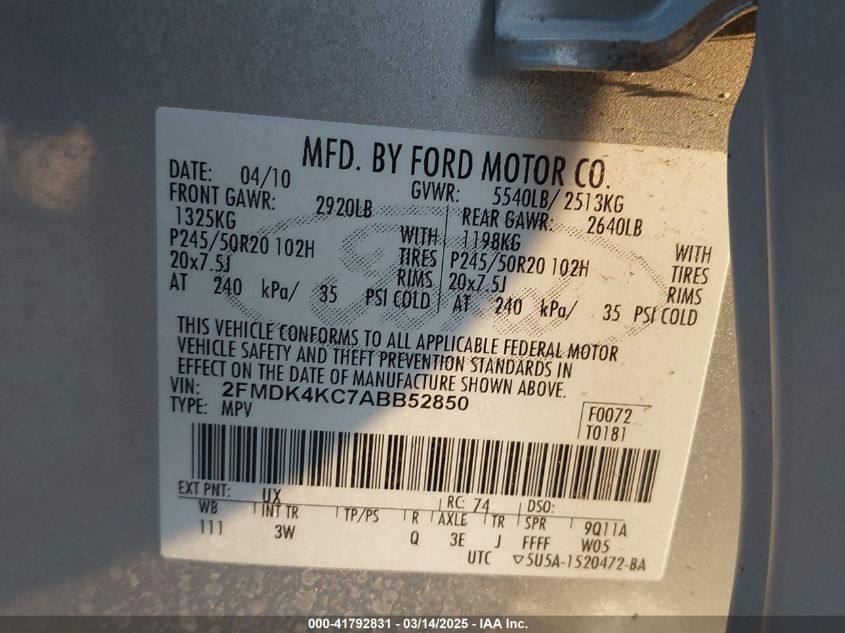 MFD. BY FORD MOTOR CO.
DATE: 04/10 GVWR: 5540LB/ 2513KG
FRONT GAWR: 2920LB REAR GAWR: 2640LB
1325KG WITH 1198KG WITH
P245/50R20 102H TIRES P245/50R20 102H TIRES
20x7.5J RIMS 20x7.5J RIMS
AT 240 kPa/ 35 PSI COLD AT 240 kPa/ 35 PSI COLD
THIS VEHICLE CONFORMS TO ALL APPLICABLE FEDERAL MOTOR
VEHICLE SAFETY AND THEFT PREVENTION STANDARDS IN
EFFECT ON THE DATE OF MANUFACTURE SHOWN ABOVE.
VIN: 2FMDK4KC7ABB52850 F0072
TYPE: MPV T0181
EXT PNT: UX RC: 74 DSO:
WB INT TR TP/PS R AXLE TR SPR 9Q11A
111 3W Q 3E J FFFF W05
UTC ▽5U5A-1520472-BA
000-41792831 - 03/14/2025 - IAA Inc.